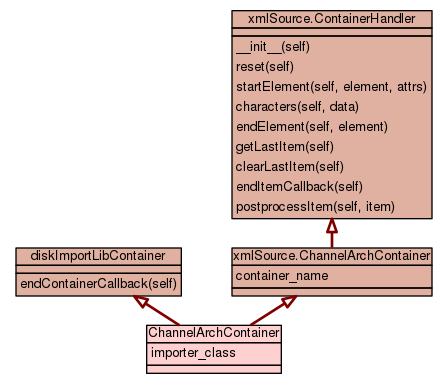 xmlSource.ContainerHandler
__init__(self)
reset(self)
startElement(self, element, attrs)
characters(self, data)
endElement(self, element)
getLastItem(self)
clearLastItem(self)
endItemCallback(self)
postprocessItem(self, item)
diskImportLibContainer
endContainerCallback(self)
xmlSource.ChannelArchContainer
container_name
ChannelArchContainer
importer_class